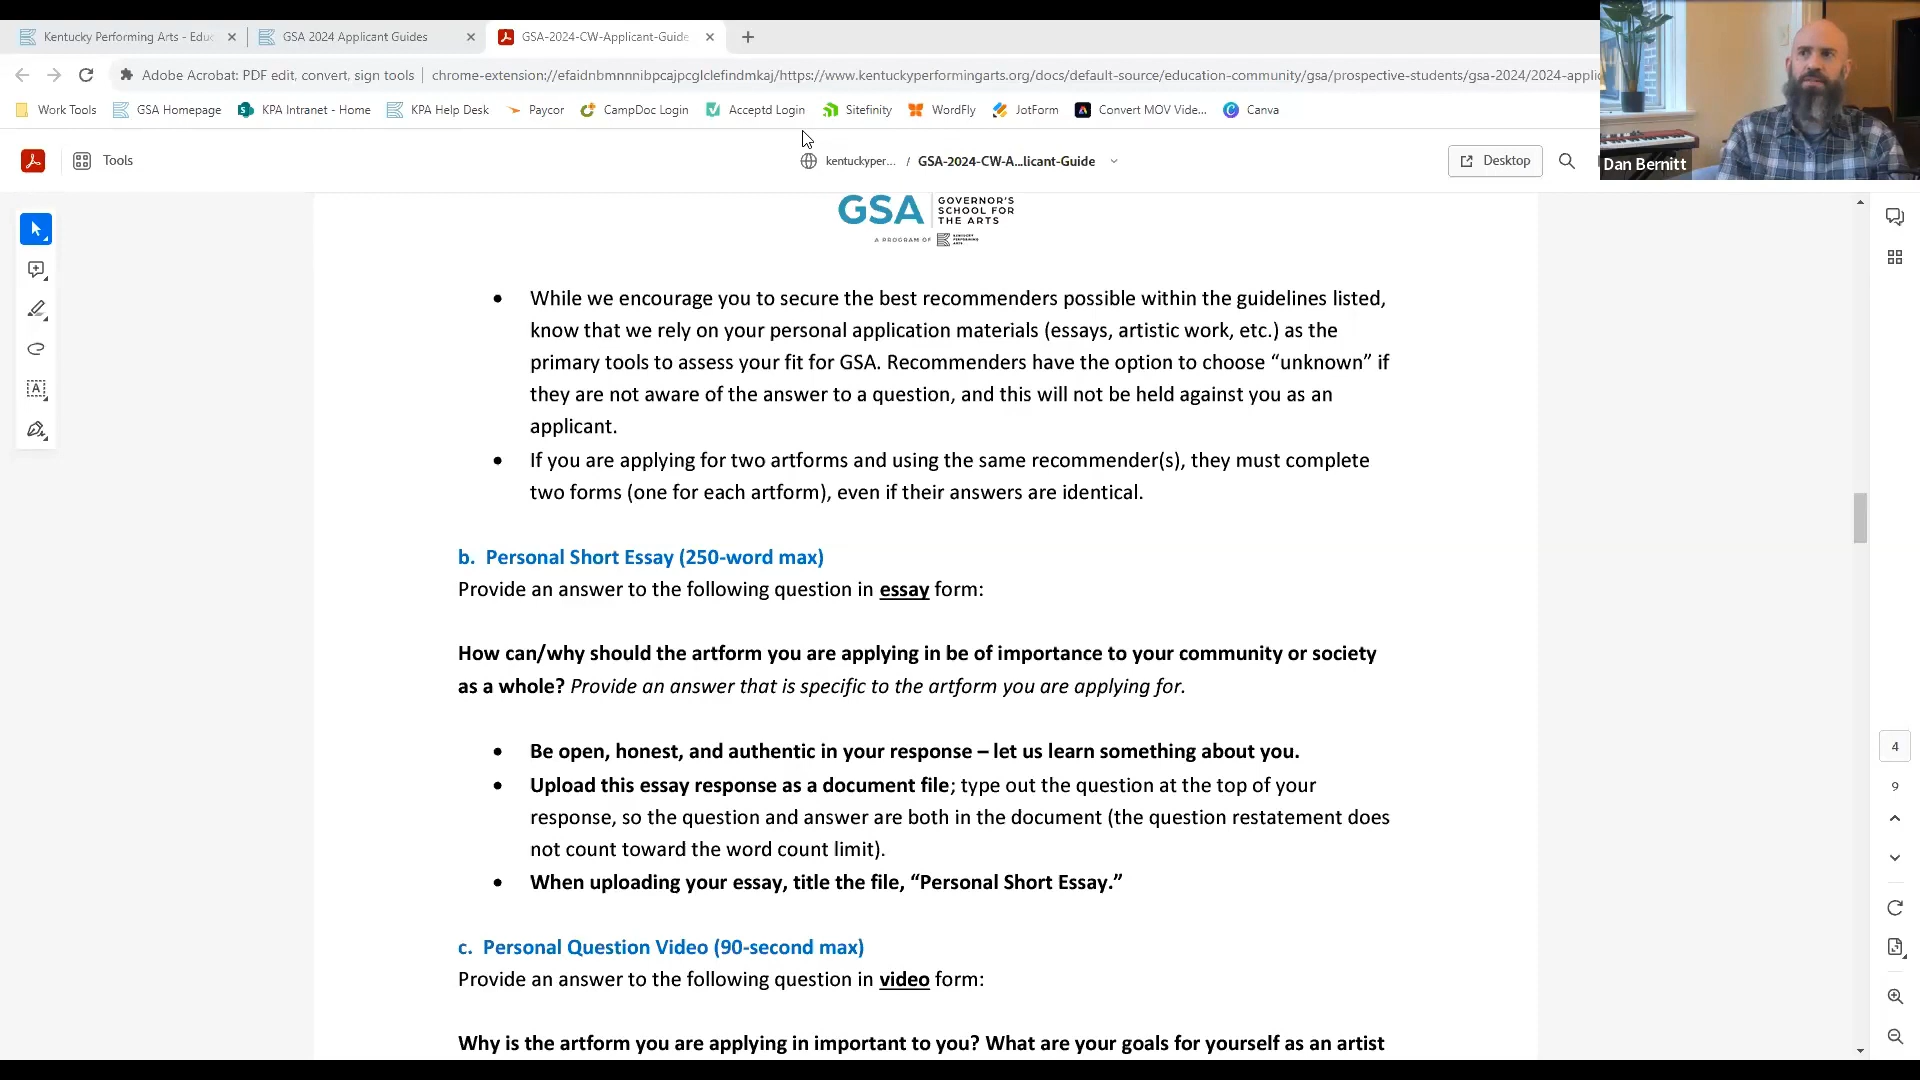 Kentucky Performing Arts - Educ
GSA 2024 Applicant Guides
GSA-2024-CW-Applicant-Guide
Adobe Acrobat: PDF edit, convert, sign tools
chrome-extension://efaidnbmnnnibpcajpcglclefindmkaj/https://www.kentuckyperformingarts.org/docs/default-source/education-community/gsa/prospective-students/gsa-2024/2024-appli
Work Tools
GSA Homepage
KPA Intranet - Home
KPA Help Desk
Paycor
CampDoc Login
Acceptd Login
Sitefinity
WordFly
JotForm
Convert MOV Vide...
Canva
Dan Bernitt
Tools
kentuckyper... / GSA-2024-CW-A...licant-Guide
Desktop
GSA
GOVERNOR'S
SCHOOL FOR
THE ARTS
A PROGRAM OF
KENTUCKY
PERFORMING
ARTS
• While we encourage you to secure the best recommenders possible within the guidelines listed,
know that we rely on your personal application materials (essays, artistic work, etc.) as the
primary tools to assess your fit for GSA. Recommenders have the option to choose “unknown” if
they are not aware of the answer to a question, and this will not be held against you as an
applicant.
• If you are applying for two artforms and using the same recommender(s), they must complete
two forms (one for each artform), even if their answers are identical.
b. Personal Short Essay (250-word max)
Provide an answer to the following question in essay form:
How can/why should the artform you are applying in be of importance to your community or society
as a whole? Provide an answer that is specific to the artform you are applying for.
• Be open, honest, and authentic in your response – let us learn something about you.
• Upload this essay response as a document file; type out the question at the top of your
response, so the question and answer are both in the document (the question restatement does
not count toward the word count limit).
• When uploading your essay, title the file, “Personal Short Essay.”
c. Personal Question Video (90-second max)
Provide an answer to the following question in video form:
Why is the artform you are applying in important to you? What are your goals for yourself as an artist
4
9